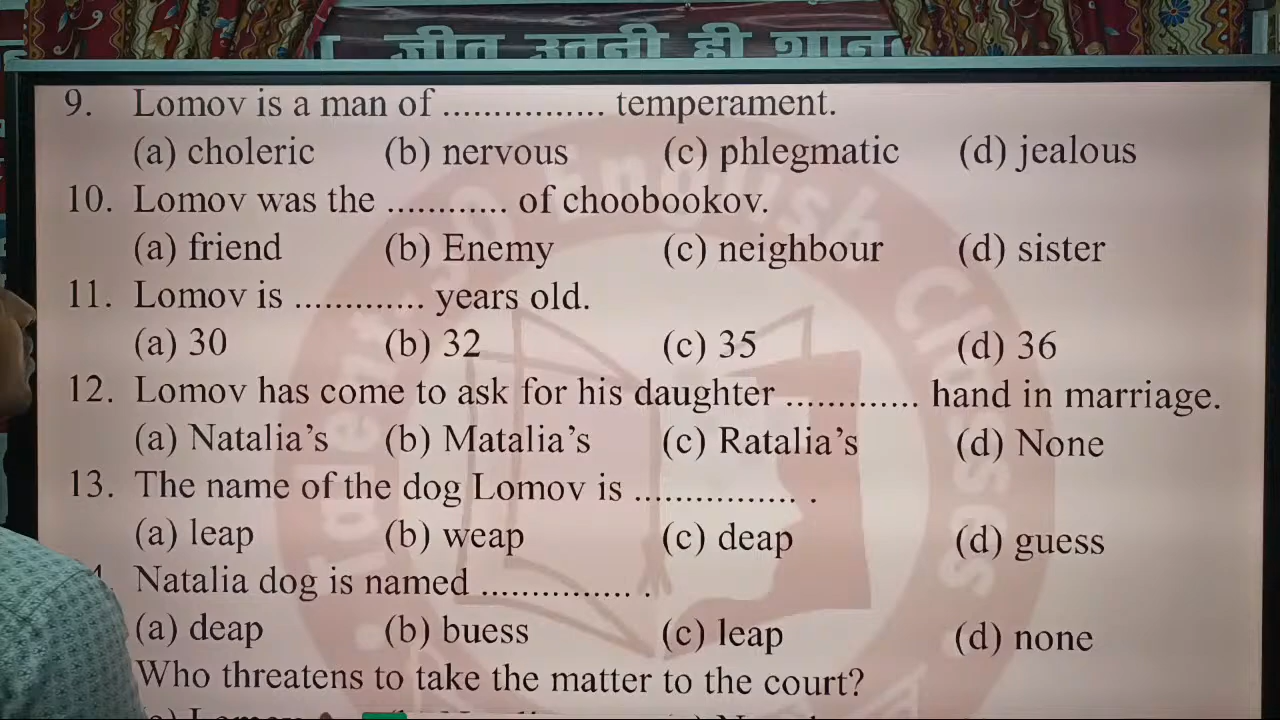 जीत उतनी ही शान
9. Lomov is a man of ................ temperament.
(a) choleric (b) nervous (c) phlegmatic (d) jealous
10. Lomov was the ............ of choobookov.
(a) friend (b) Enemy (c) neighbour (d) sister
11. Lomov is ............. years old.
(a) 30 (b) 32 (c) 35 (d) 36
12. Lomov has come to ask for his daughter ............. hand in marriage.
(a) Natalia’s (b) Matalia’s (c) Ratalia’s (d) None
13. The name of the dog Lomov is ................ .
(a) leap (b) weap (c) deap (d) guess
Natalia dog is named ............... .
(a) deap (b) buess (c) leap (d) none
Who threatens to take the matter to the court?
English Classes